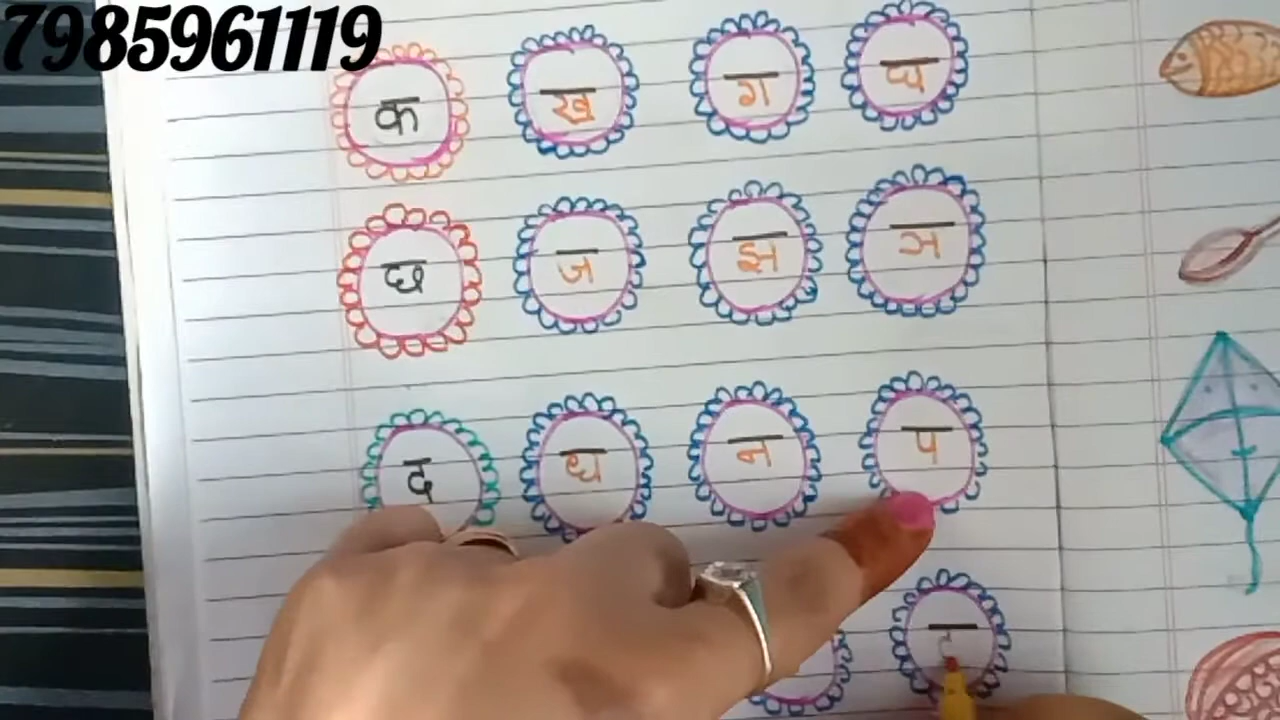 7985961119
क ख ग घ
छ ज झ ञ
द ध न प